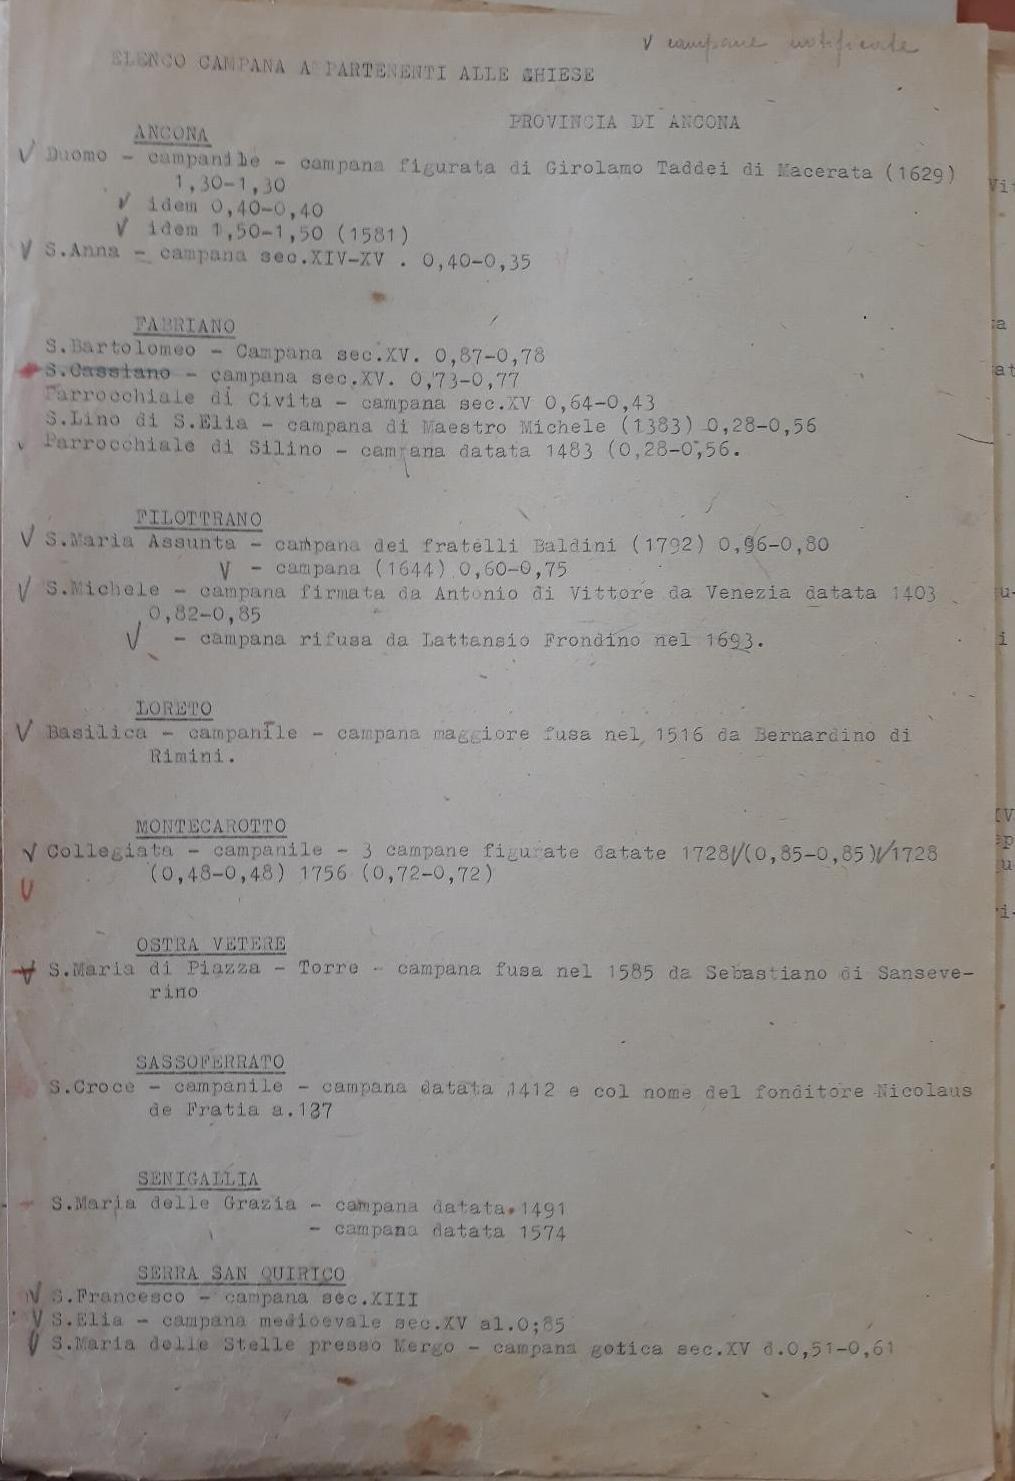 V campane notificate
ELENCO CAMPANA APPARTENENTI ALLE CHIESE
PROVINCIA DI ANCONA
ANCONA
V Duomo - campanile - campana figurata di Girolamo Taddei di Macerata (1629)
1,30-1,30
V idem 0,40-0,40
V idem 1,50-1,50 (1581)
V S.Anna - campana sec.XIV-XV . 0,40-0,35
FABRIANO
S.Bartolomeo - Campana sec.XV. 0,87-0,78
S.Cassiano - campana sec.XV. 0,73-0,77
Parrocchiale di Civita - campana sec.XV 0,64-0,43
S.Lino di S.Elia - campana di Maestro Michele (1383) 0,28-0,56
V Parrocchiale di Silino - campana datata 1483 (0,28-0,56.
FILOTTRANO
V S.Maria Assunta - campana dei fratelli Baldini (1792) 0,96-0,80
V - campana (1644) 0,60-0,75
V S.Michele - campana firmata da Antonio di Vittore da Venezia datata 1403
0,82-0,85
V - campana rifusa da Lattansio Frondino nel 1693.
LORETO
V Basilica - campanile - campana maggiore fusa nel 1516 da Bernardino di
Rimini.
MONTECAROTTO
V Collegiata - campanile - 3 campane figurate datate 1728 V (0,85-0,85) V 1728
V (0,48-0,48) 1756 (0,72-0,72)
OSTRA VETERE
V S.Maria di Piazza - Torre - campana fusa nel 1585 da Sebastiano di Sanseve-
rino
SASSOFERRATO
S.Croce - campanile - campana datata 1412 e col nome del fonditore Nicolaus
de Fratia a.137
SENIGALLIA
S.Maria delle Grazia - campana datata 1491
- campana datata 1574
SERRA SAN QUIRICO
V S.Francesco - campana sec.XIII
V S.Elia - campana medioevale sec.XV al.0;85
V S.Maria delle Stelle presso Mergo - campana gotica sec.XV d.0,51-0,61